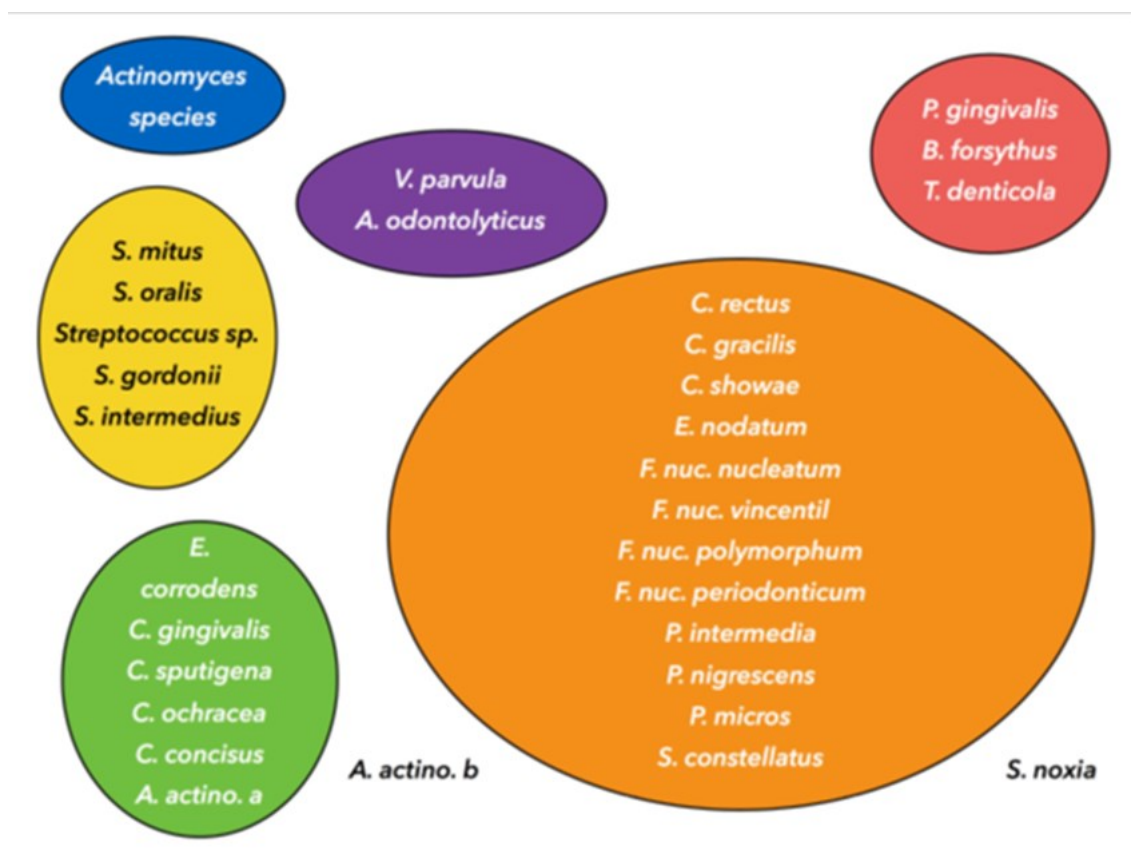 Actinomyces
species
P. gingivalis
B. forsythus
T. denticola
V. parvula
A. odontolyticus
S. mitus
S. oralis
Streptococcus sp.
S. gordonii
S. intermedius
C. rectus
C. gracilis
C. showae
E. nodatum
F. nuc. nucleatum
F. nuc. vincentil
F. nuc. polymorphum
F. nuc. periodonticum
P. intermedia
P. nigrescens
P. micros
S. constellatus
E.
corrodens
C. gingivalis
C. sputigena
C. ochracea
C. concisus
A. actino. a
A. actino. b
S. noxia